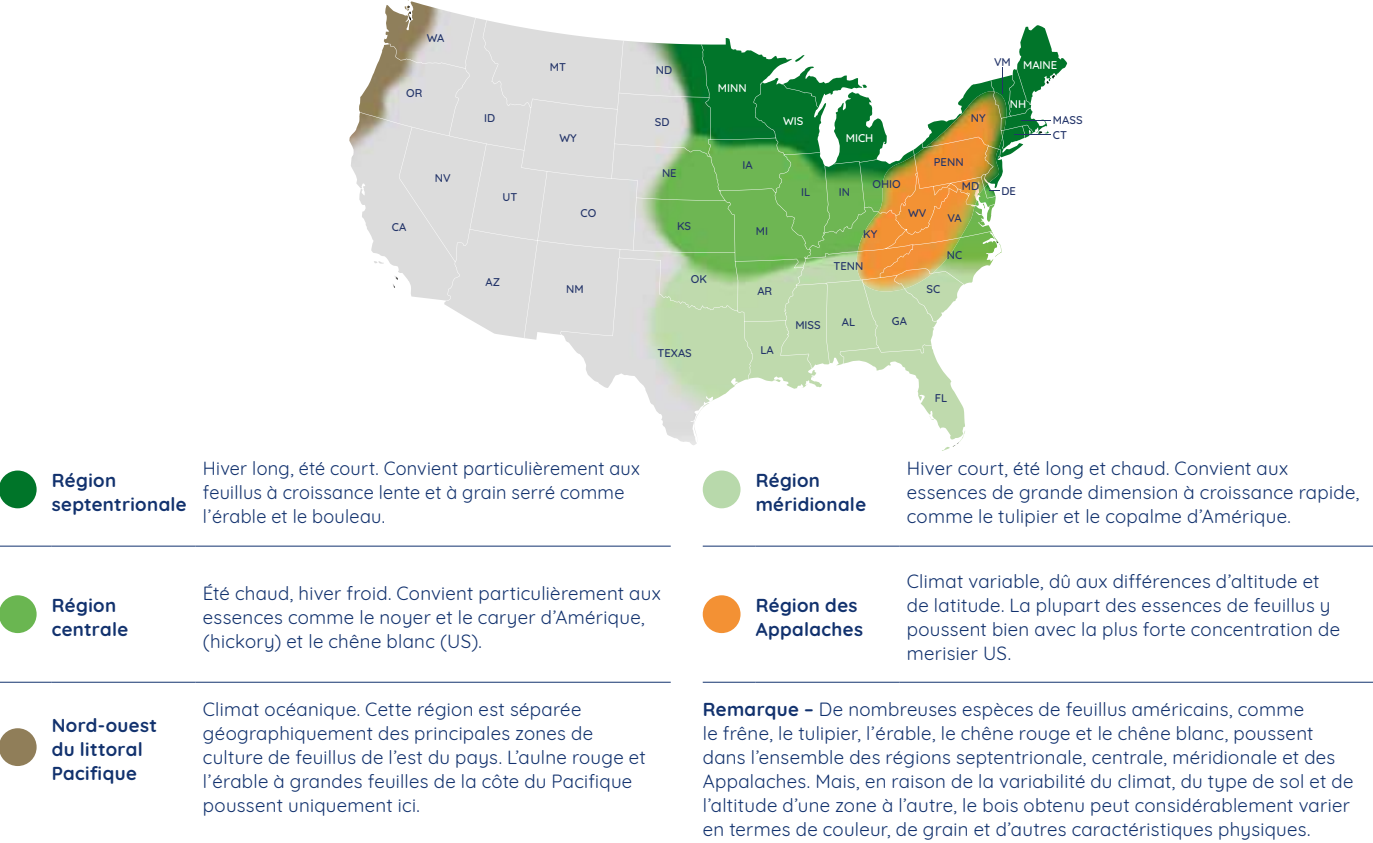 WA
MT
ND
MINN
VM
MAINE
OR
ID
WY
SD
WIS
MICH
NY
NH
MASS
CT
NV
UT
CO
NE
IA
IL
IN
OHIO
PENN
MD
DE
CA
KS
MI
KY
WV
VA
AZ
NM
OK
AR
TENN
NC
SC
TEXAS
LA
MISS
AL
GA
FL
Région
septentrionale
Hiver long, été court. Convient particulièrement aux
feuillus à croissance lente et à grain serré comme
l’érable et le bouleau.
Région
méridionale
Hiver court, été long et chaud. Convient aux
essences de grande dimension à croissance rapide,
comme le tulipier et le copalme d’Amérique.
Région
centrale
Été chaud, hiver froid. Convient particulièrement aux
essences comme le noyer et le caryer d’Amérique,
(hickory) et le chêne blanc (US).
Région des
Appalaches
Climat variable, dû aux différences d’altitude et
de latitude. La plupart des essences de feuillus y
poussent bien avec la plus forte concentration de
merisier US.
Nord-ouest
du littoral
Pacifique
Climat océanique. Cette région est séparée
géographiquement des principales zones de
culture de feuillus de l’est du pays. L’aulne rouge et
l’érable à grandes feuilles de la côte du Pacifique
poussent uniquement ici.
Remarque – De nombreuses espèces de feuillus américains, comme
le frêne, le tulipier, l’érable, le chêne rouge et le chêne blanc, poussent
dans l’ensemble des régions septentrionale, centrale, méridionale et des
Appalaches. Mais, en raison de la variabilité du climat, du type de sol et de
l’altitude d’une zone à l’autre, le bois obtenu peut considérablement varier
en termes de couleur, de grain et d’autres caractéristiques physiques.